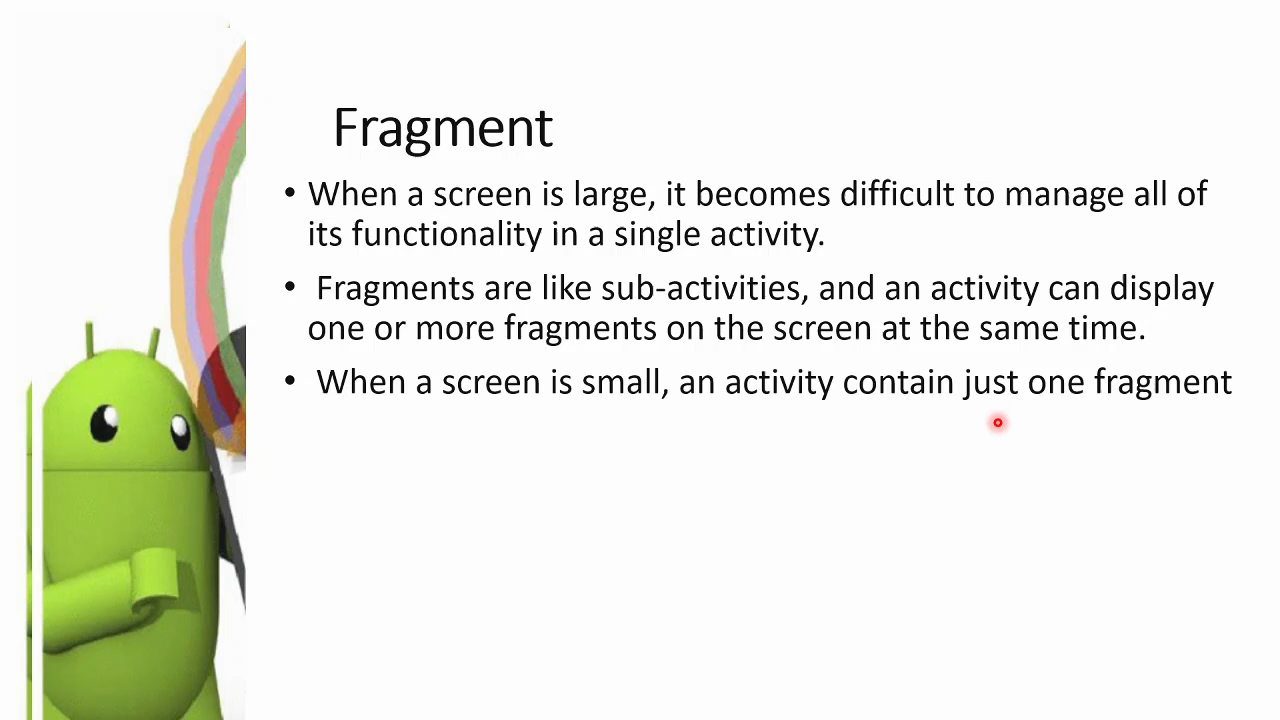 Fragment
• When a screen is large, it becomes difficult to manage all of
its functionality in a single activity.
• Fragments are like sub-activities, and an activity can display
one or more fragments on the screen at the same time.
• When a screen is small, an activity contain just one fragment